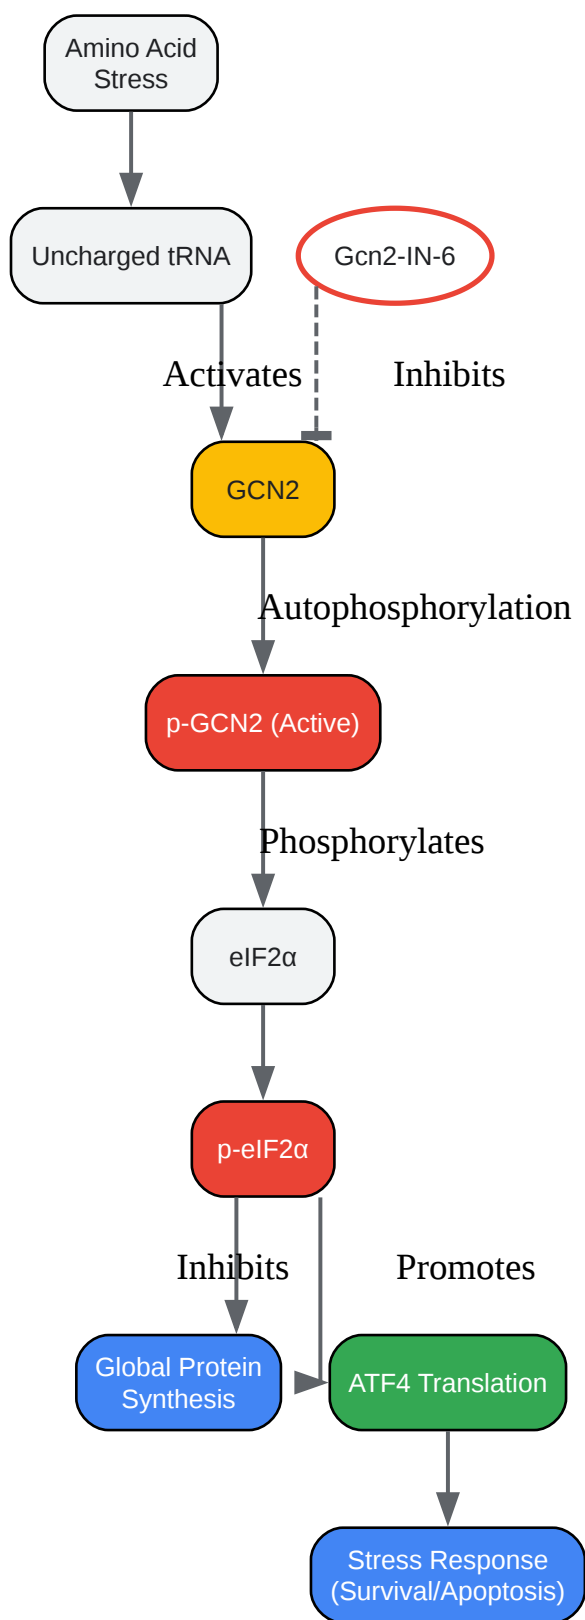 Amino Acid
Stress
Uncharged tRNA
Gcn2-IN-6
Activates
Inhibits
GCN2
Autophosphorylation
p-GCN2 (Active)
Phosphorylates
eIF2α
p-eIF2α
Inhibits
Promotes
Global Protein
Synthesis
ATF4 Translation
Stress Response
(Survival/Apoptosis)